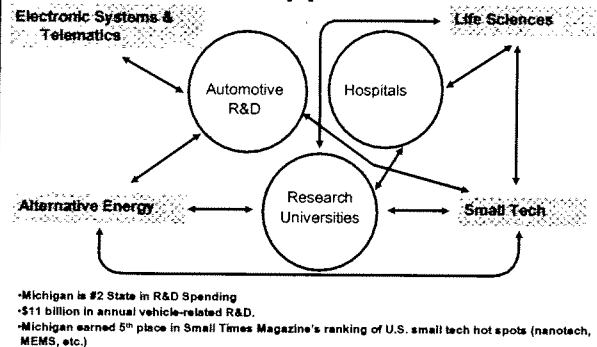 Electronic Systems &
Telematics
Life Sciences
Automotive
R&D
Hospitals
Research
Universities
Alternative Energy
Small Tech
•Michigan is #2 State in R&D Spending
•$11 billion in annual vehicle-related R&D.
•Michigan earned 5th place in Small Times Magazine's ranking of U.S. small tech hot spots (nanotech,
MEMS, etc.)